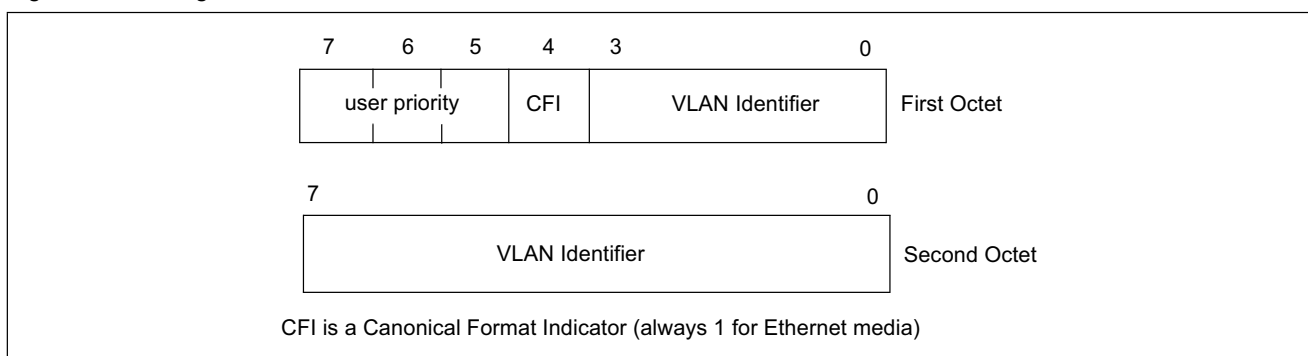 7 6 5 4 3 0
user priority CFI VLAN Identifier First Octet
7 0
VLAN Identifier Second Octet
CFI is a Canonical Format Indicator (always 1 for Ethernet media)